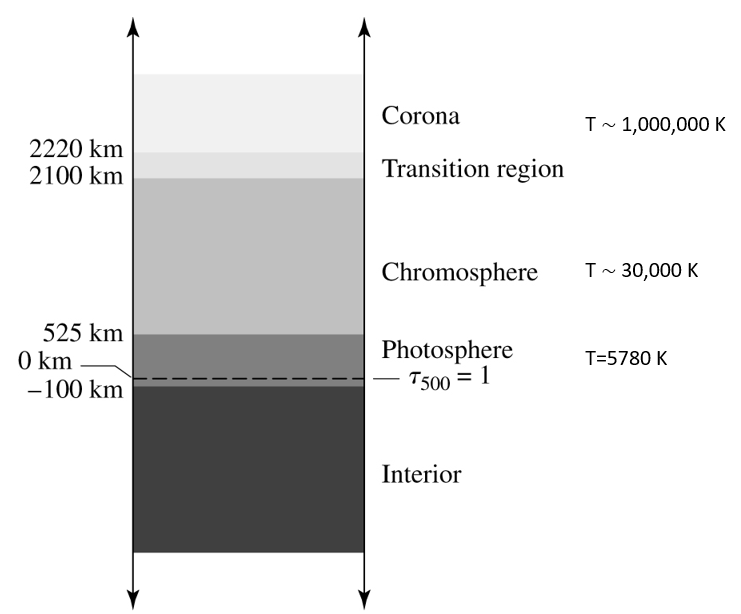 Corona
T ~ 1,000,000 K
2220 km
2100 km
Transition region
Chromosphere
T ~ 30,000 K
525 km
Photosphere
T=5780 K
0 km
τ500 = 1
−100 km
Interior